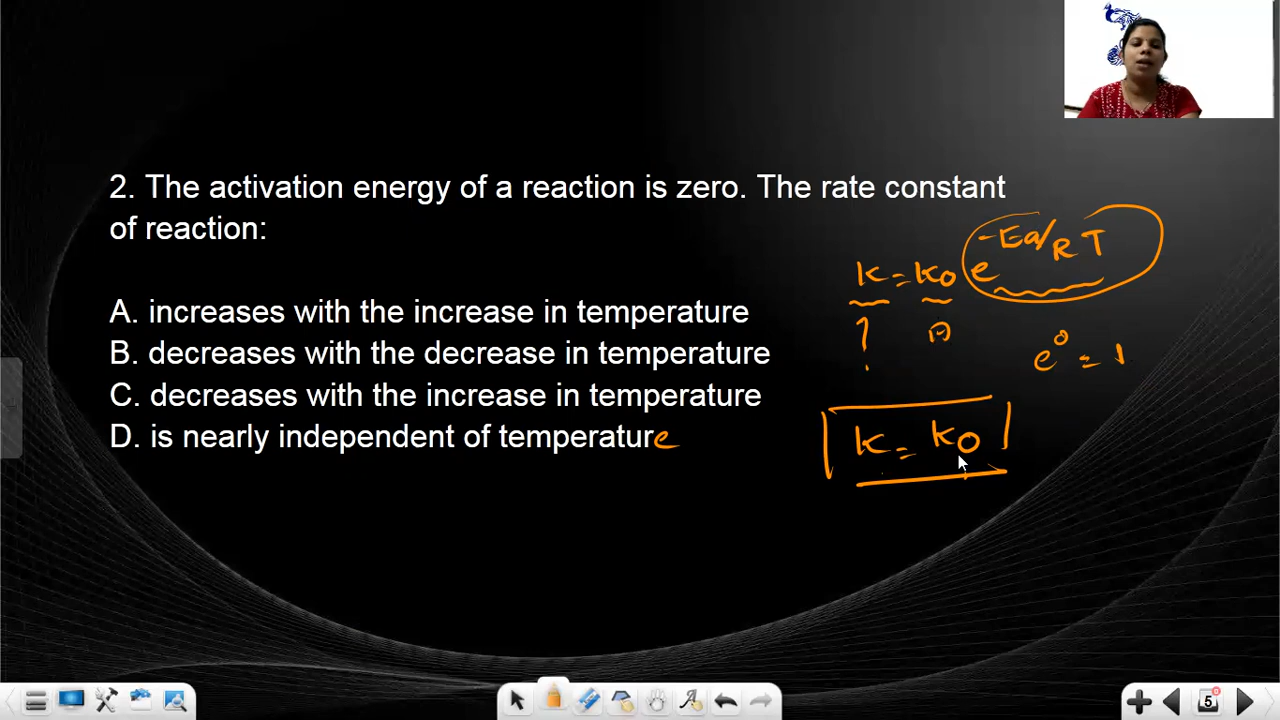 2. The activation energy of a reaction is zero. The rate constant
of reaction:
A. increases with the increase in temperature
B. decreases with the decrease in temperature
C. decreases with the increase in temperature
D. is nearly independent of temperature
k = k0 e^-Ea/RT
?
e^0 = 1
k = k0
5